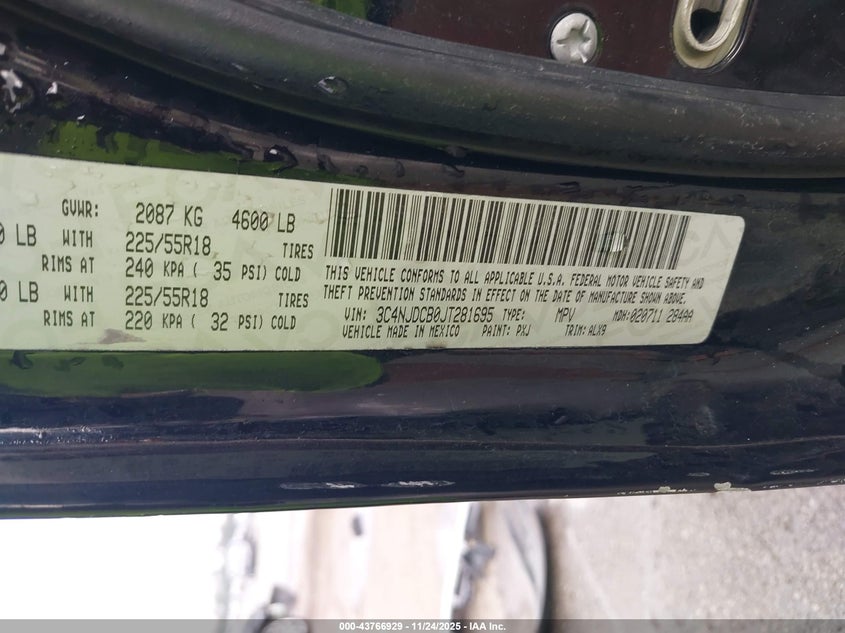 GVWR: 2087 KG 4600 LB
0 LB WITH 225/55R18 TIRES
RIMS AT 240 KPA ( 35 PSI) COLD
0 LB WITH 225/55R18 TIRES
RIMS AT 220 KPA ( 32 PSI) COLD
THIS VEHICLE CONFORMS TO ALL APPLICABLE U.S.A. FEDERAL MOTOR VEHICLE SAFETY AND
THEFT PREVENTION STANDARDS IN EFFECT ON THE DATE OF MANUFACTURE SHOWN ABOVE.
VIN: 3C4NJDCB0JT281695 TYPE: MPV MDH: 020711 284AA
VEHICLE MADE IN MEXICO PAINT: PXJ TRIM: ALX9
000-43766929 - 11/24/2025 - IAA Inc.